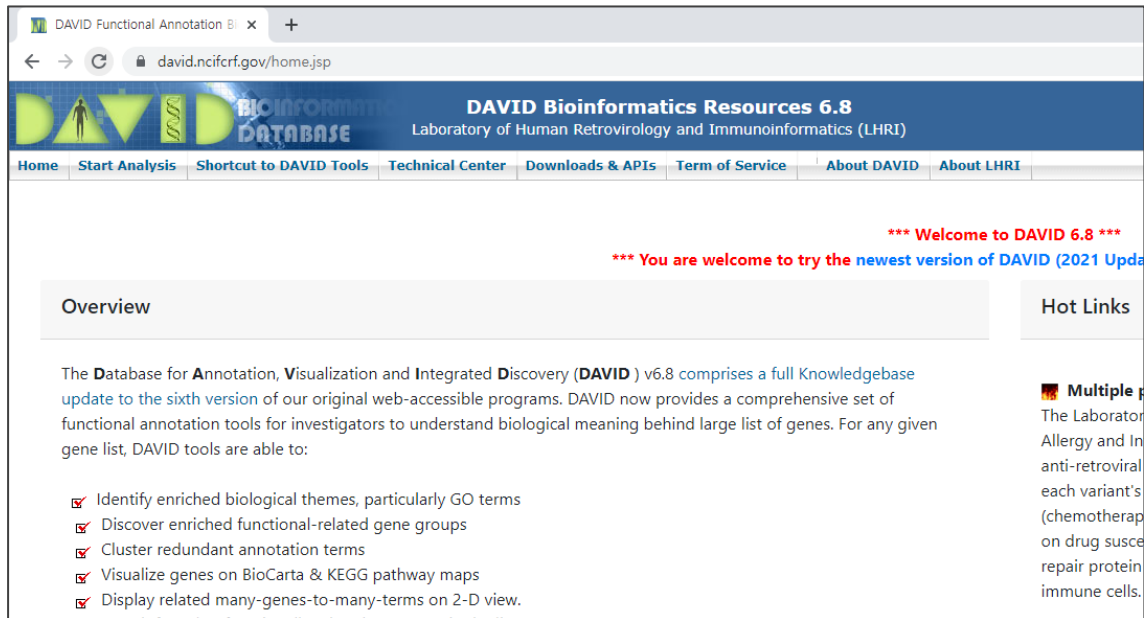 DAVID Functional Annotation Bi
david.ncifcrf.gov/home.jsp
DAVID BIOINFORMATIC
DATABASE
DAVID Bioinformatics Resources 6.8
Laboratory of Human Retrovirology and Immunoinformatics (LHRI)
Home Start Analysis Shortcut to DAVID Tools Technical Center Downloads & APIs Term of Service About DAVID About LHRI
*** Welcome to DAVID 6.8 ***
*** You are welcome to try the newest version of DAVID (2021 Upda
Overview
Hot Links
The Database for Annotation, Visualization and Integrated Discovery (DAVID ) v6.8 comprises a full Knowledgebase
update to the sixth version of our original web-accessible programs. DAVID now provides a comprehensive set of
functional annotation tools for investigators to understand biological meaning behind large list of genes. For any given
gene list, DAVID tools are able to:
Identify enriched biological themes, particularly GO terms
Discover enriched functional-related gene groups
Cluster redundant annotation terms
Visualize genes on BioCarta & KEGG pathway maps
Display related many-genes-to-many-terms on 2-D view.
Multiple p
The Laborator
Allergy and In
anti-retroviral
each variant's
(chemotherap
on drug susce
repair protein
immune cells.